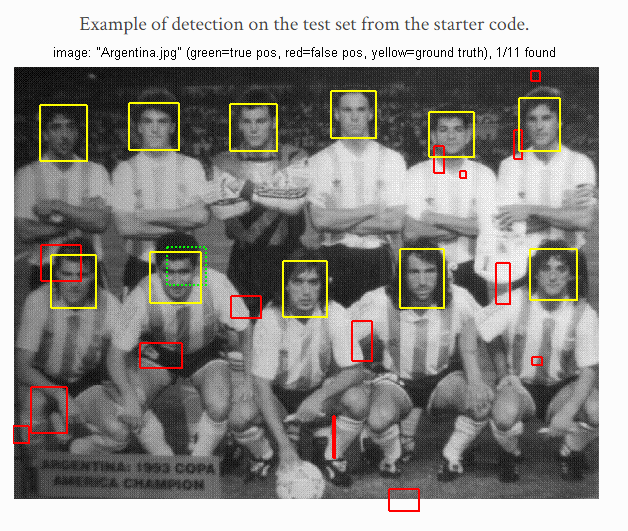 Example of detection on the test set from the starter code.
image: "Argentina.jpg" (green=true pos, red=false pos, yellow=ground truth), 1/11 found
ARGENTINA: 1993 COPA
AMERICA CHAMPION